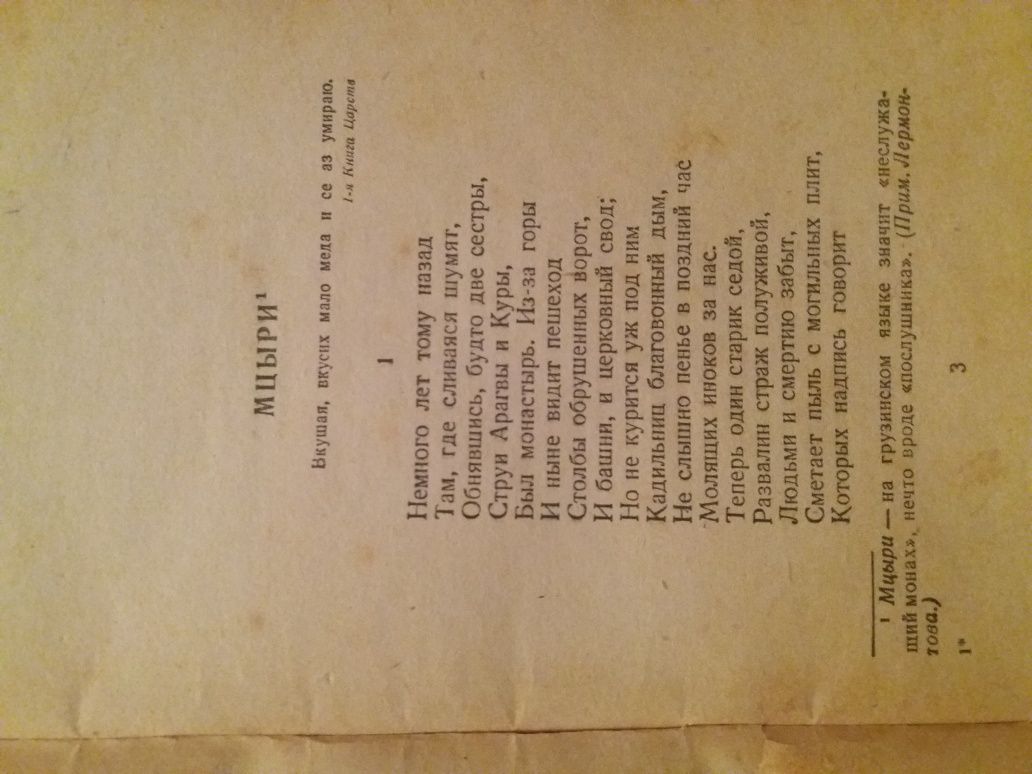 МЦЫРИ¹
Вкушая, вкусих мало меда и се аз умираю.
1-я Книга Царств
1
Немного лет тому назад
Там, где сливаяся шумят,
Обнявшись, будто две сестры,
Струи Арагвы и Куры,
Был монастырь. Из-за горы
И ныне видит пешеход
Столбы обрушенных ворот,
И башни, и церковный свод;
Но не курится уж под ним
Кадильниц благовонный дым,
Не слышно пенье в поздний час
Молящих иноков за нас.
Теперь один старик седой,
Развалин страж полуживой,
Людьми и смертию забыт,
Сметает пыль с могильных плит,
Которых надпись говорит
¹ Мцыри — на грузинском языке значит «неслужа-
щий монах», нечто вроде «послушника». (Прим. Лермон-
това.)
1*
3